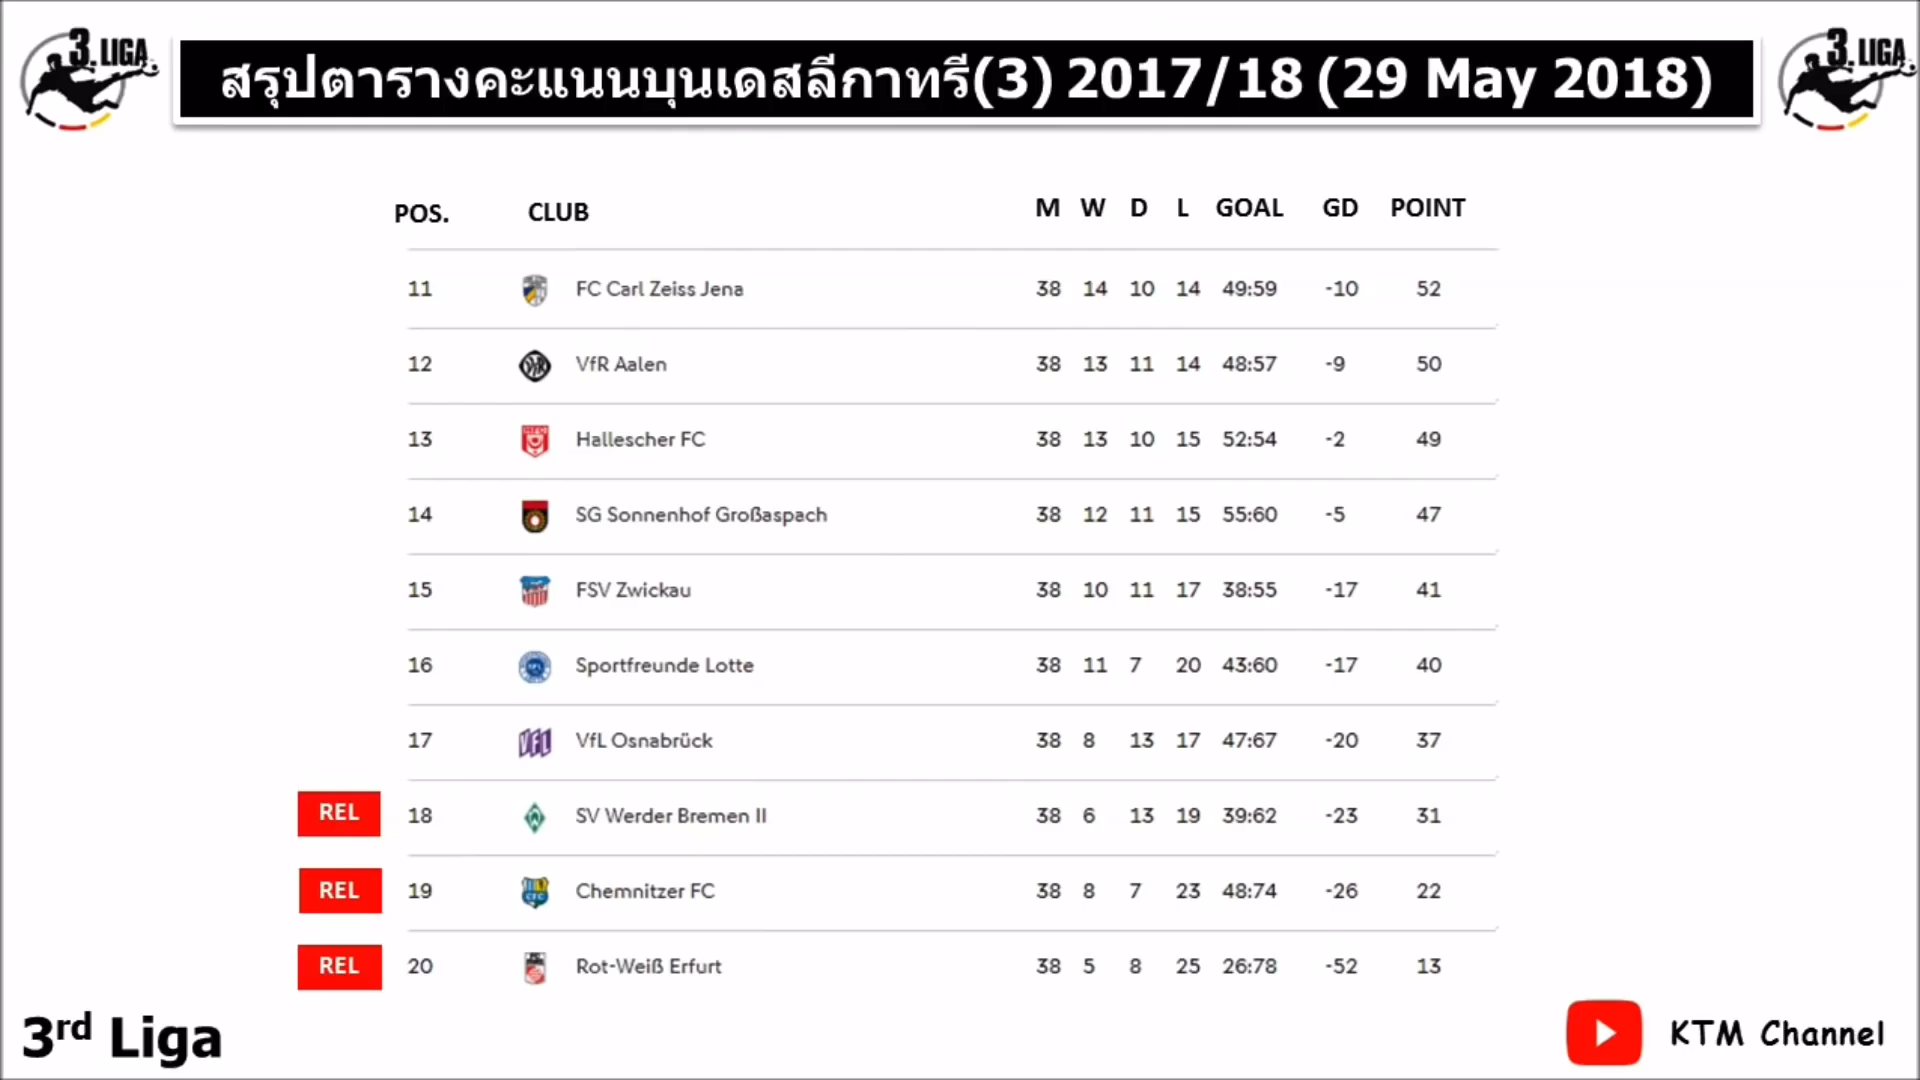 3. LIGA
สรุปตารางคะแนนบุนเดสลีกาทรี(3) 2017/18 (29 May 2018)
3. LIGA
POS. CLUB M W D L GOAL GD POINT
11 FC Carl Zeiss Jena 38 14 10 14 49:59 -10 52
12 VfR Aalen 38 13 11 14 48:57 -9 50
13 Hallescher FC 38 13 10 15 52:54 -2 49
14 SG Sonnenhof Großaspach 38 12 11 15 55:60 -5 47
15 FSV Zwickau 38 10 11 17 38:55 -17 41
16 Sportfreunde Lotte 38 11 7 20 43:60 -17 40
17 VfL VfL Osnabrück 38 8 13 17 47:67 -20 37
REL 18 SV Werder Bremen II 38 6 13 19 39:62 -23 31
REL 19 CFC Chemnitzer FC 38 8 7 23 48:74 -26 22
REL 20 Rot-Weiß Erfurt 38 5 8 25 26:78 -52 13
3rd Liga
KTM Channel